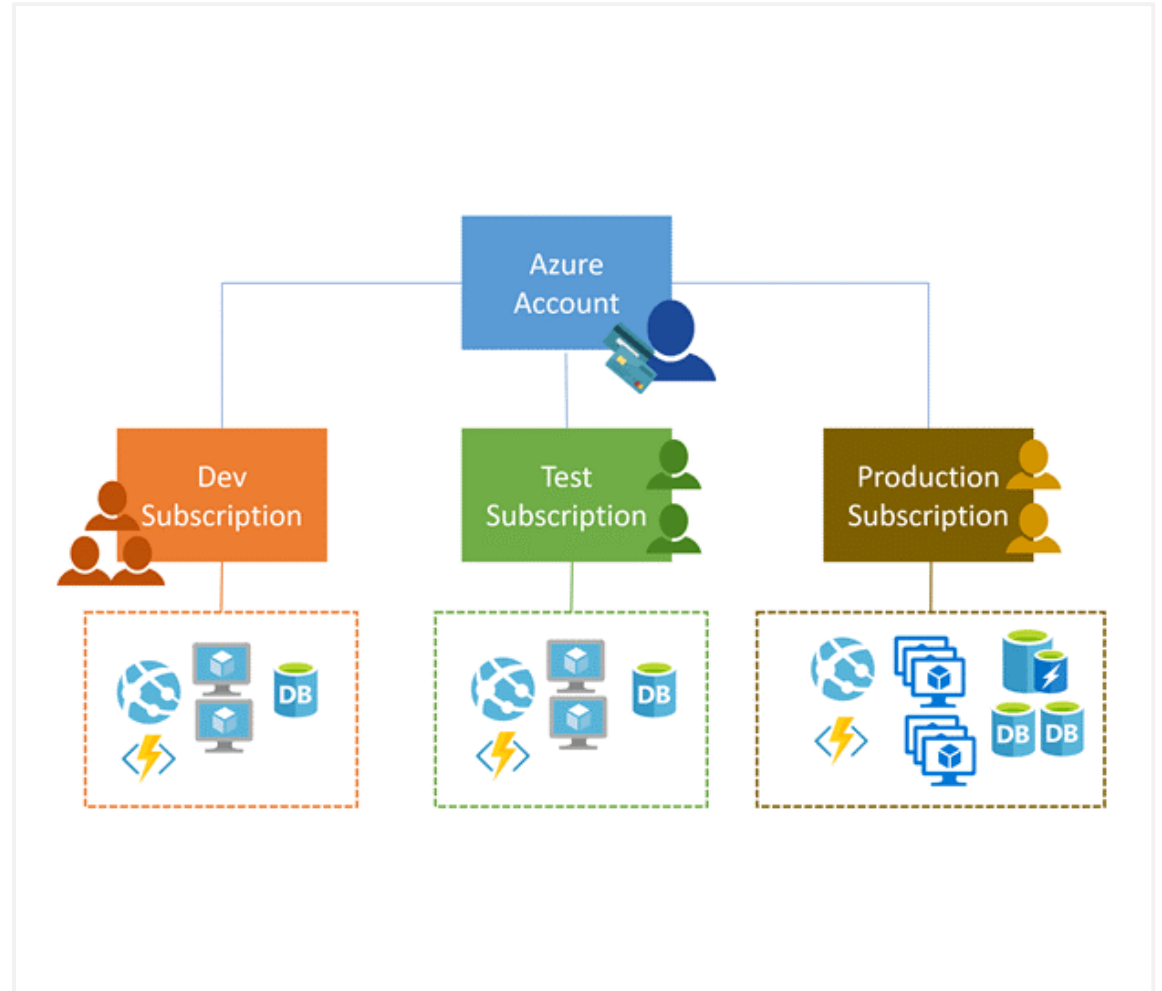 Azure
Account
Dev
Subscription
Test
Subscription
Production
Subscription
DB
DB
DB
DB